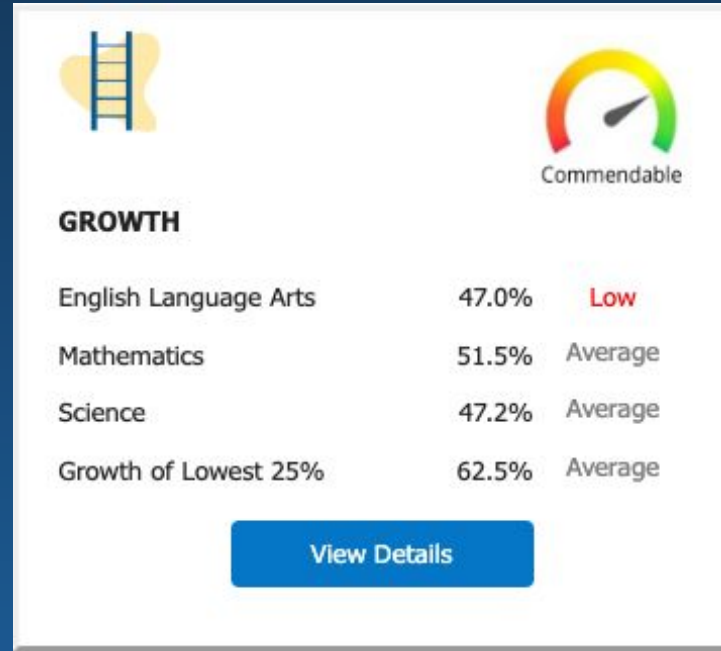 Commendable
GROWTH
English Language Arts 47.0% Low
Mathematics 51.5% Average
Science 47.2% Average
Growth of Lowest 25% 62.5% Average
View Details